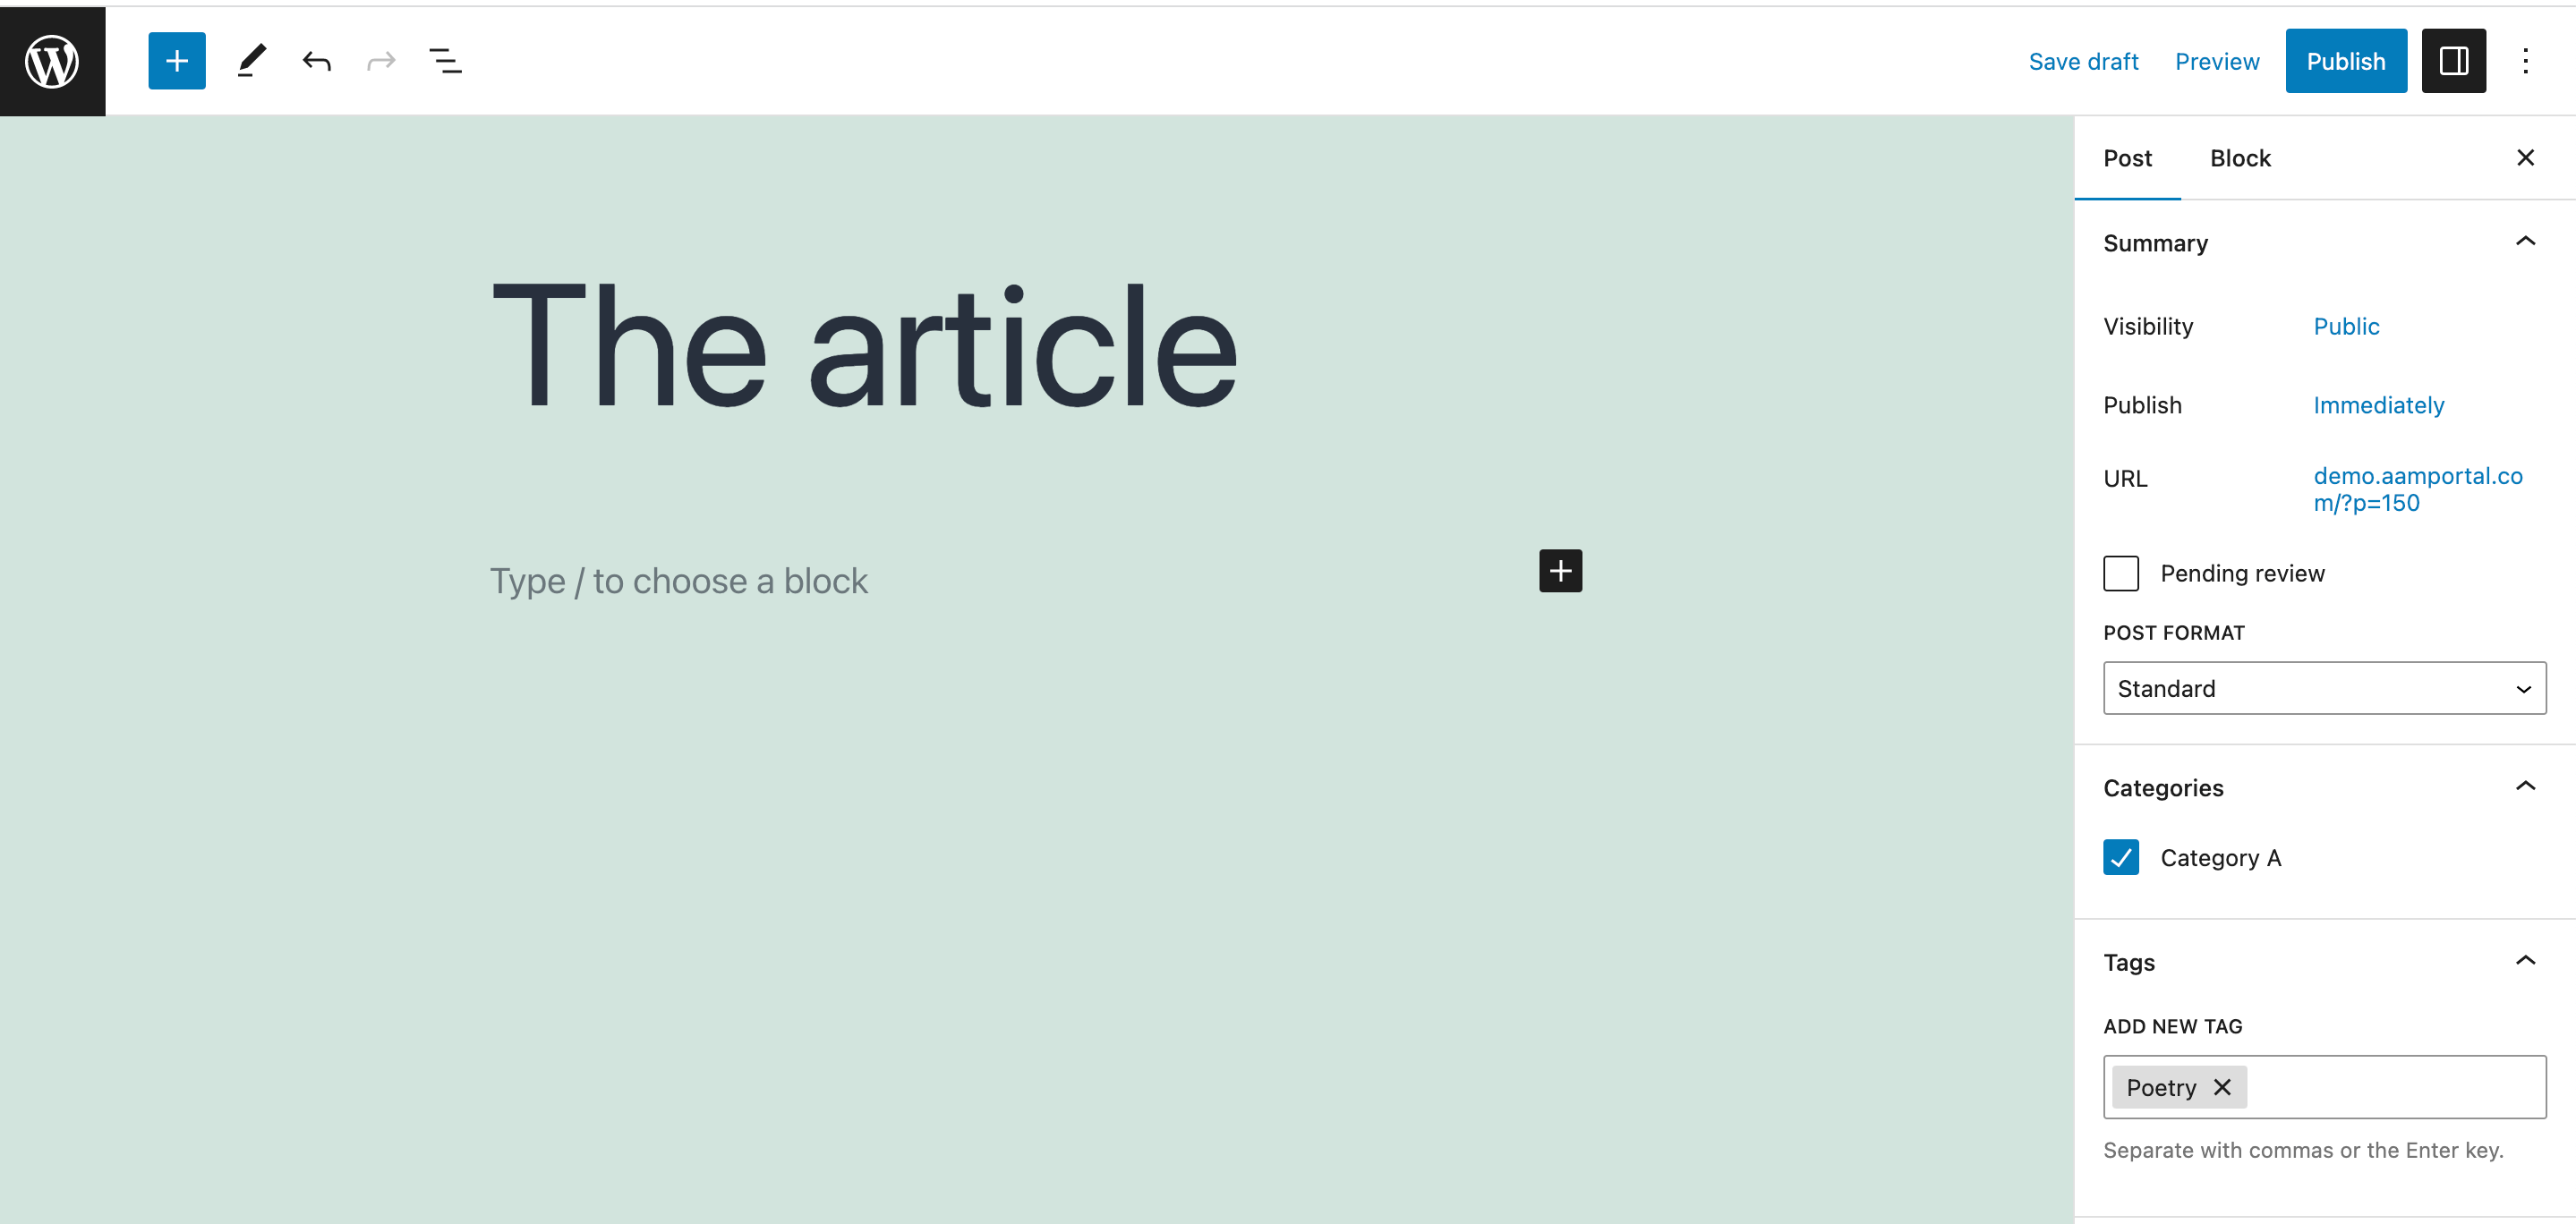 Save draft Preview Publish
Post Block
Summary
The article
Visibility Public
Publish Immediately
URL demo.aamportal.co
m/?p=150
Type / to choose a block
Pending review
POST FORMAT
Standard
Categories
Category A
Tags
ADD NEW TAG
Poetry
Separate with commas or the Enter key.